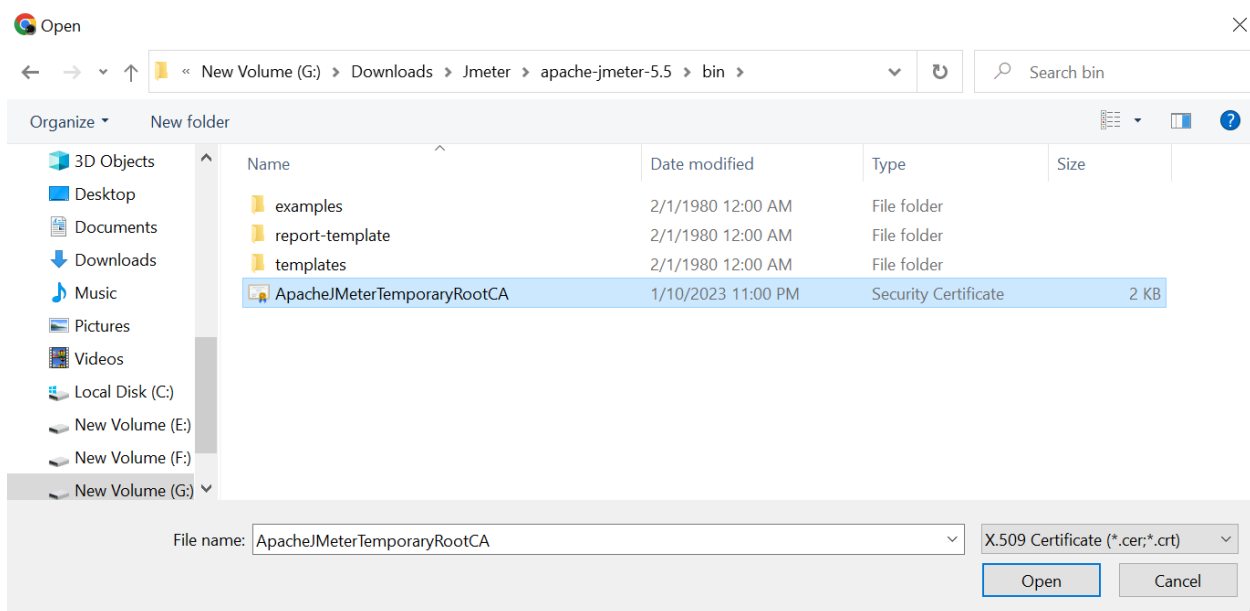 Open
« New Volume (G:) > Downloads > Jmeter > apache-jmeter-5.5 > bin >
Search bin
Organize
New folder
?
3D Objects
Desktop
Documents
Downloads
Music
Pictures
Videos
Local Disk (C:)
New Volume (E:)
New Volume (F:)
New Volume (G:)
Name Date modified Type Size
examples 2/1/1980 12:00 AM File folder
report-template 2/1/1980 12:00 AM File folder
templates 2/1/1980 12:00 AM File folder
ApacheJMeterTemporaryRootCA 1/10/2023 11:00 PM Security Certificate 2 KB
File name: ApacheJMeterTemporaryRootCA X.509 Certificate (*.cer;*.crt)
Open Cancel